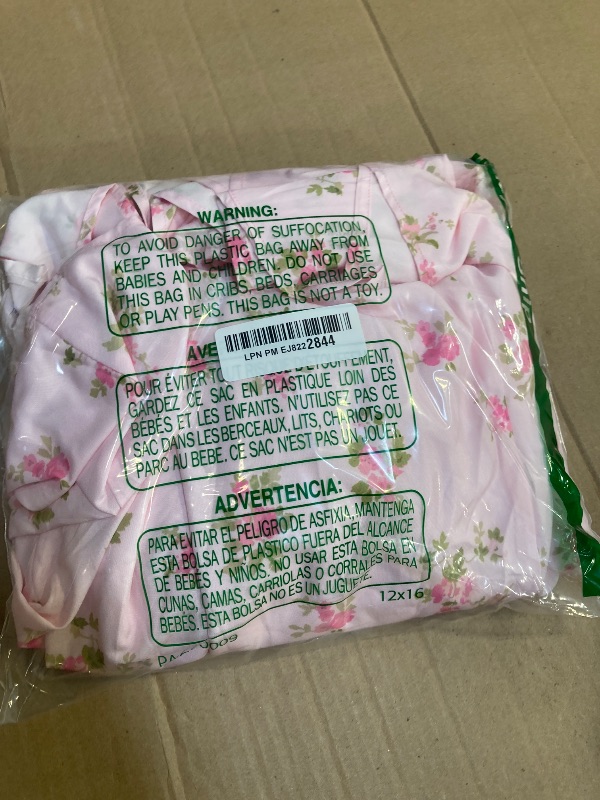 WARNING:
TO AVOID DANGER OF SUFFOCATION,
KEEP THIS PLASTIC BAG AWAY FROM
BABIES AND CHILDREN. DO NOT USE
THIS BAG IN CRIBS, BEDS, CARRIAGES
OR PLAY PENS. THIS BAG IS NOT A TOY.
LPN PM EJ8222844
POUR ÉVITER D'ÉTOUFFEMENT,
GARDEZ CE SAC EN PLASTIQUE LOIN DES
BÉBÉS ET LES ENFANTS. N'UTILISEZ PAS CE
SAC DANS LES BERCEAUX, LITS, CHARIOTS OU
PARC AU BEBE. CE SAC N'EST PAS UN JOUET.
ADVERTENCIA:
PARA EVITAR EL PELIGRO DE ASFIXIA, MANTENGA
ESTA BOLSA DE PLASTICO FUERA DEL ALCANCE
DE BEBÉS Y NIÑOS. NO USAR ESTA BOLSA EN
CUNAS, CAMAS, CARRIOLAS O CORRALES PARA
BEBÉS. ESTA BOLSA NO ES UN JUGUETE.
12x16